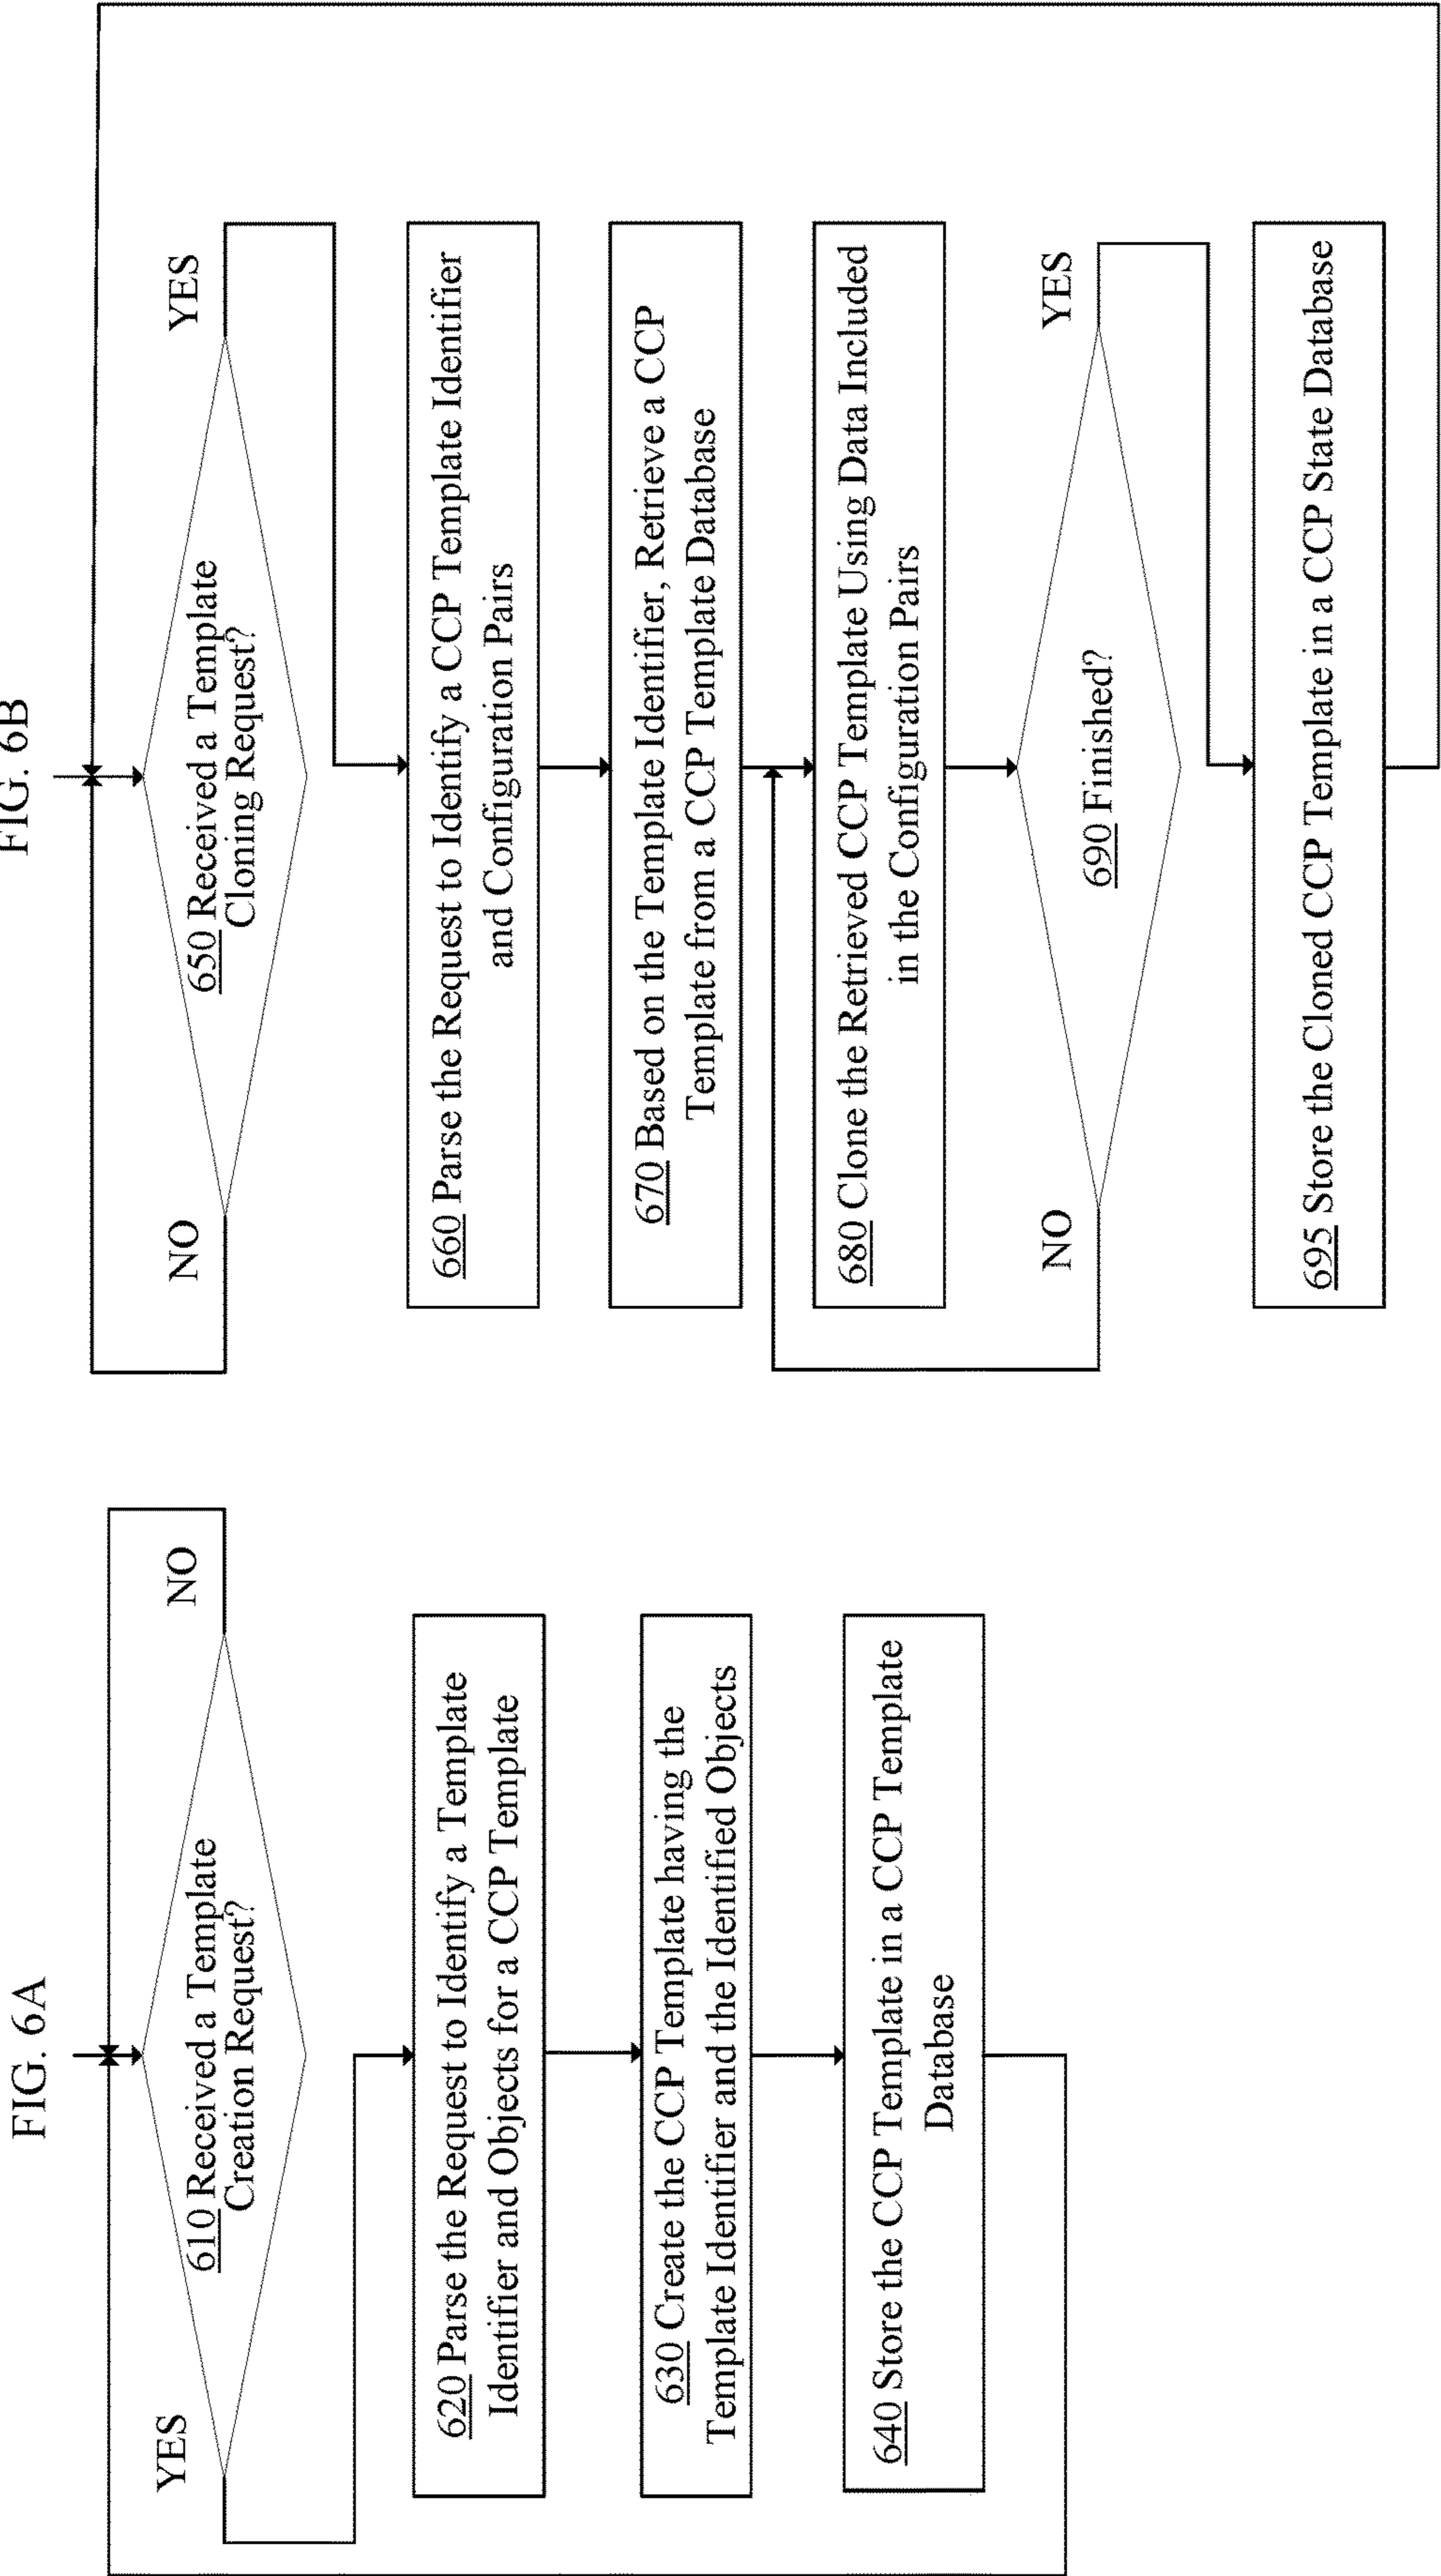 FIG. 6A
610 Received a Template
Creation Request?
YES
NO
620 Parse the Request to Identify a Template
Identifier and Objects for a CCP Template
630 Create the CCP Template having the
Template Identifier and the Identified Objects
640 Store the CCP Template in a CCP Template
Database
FIG. 6B
650 Received a Template
Cloning Request?
NO
YES
660 Parse the Request to Identify a CCP Template Identifier
and Configuration Pairs
670 Based on the Template Identifier, Retrieve a CCP
Template from a CCP Template Database
680 Clone the Retrieved CCP Template Using Data Included
in the Configuration Pairs
690 Finished?
NO
YES
695 Store the Cloned CCP Template in a CCP State Database